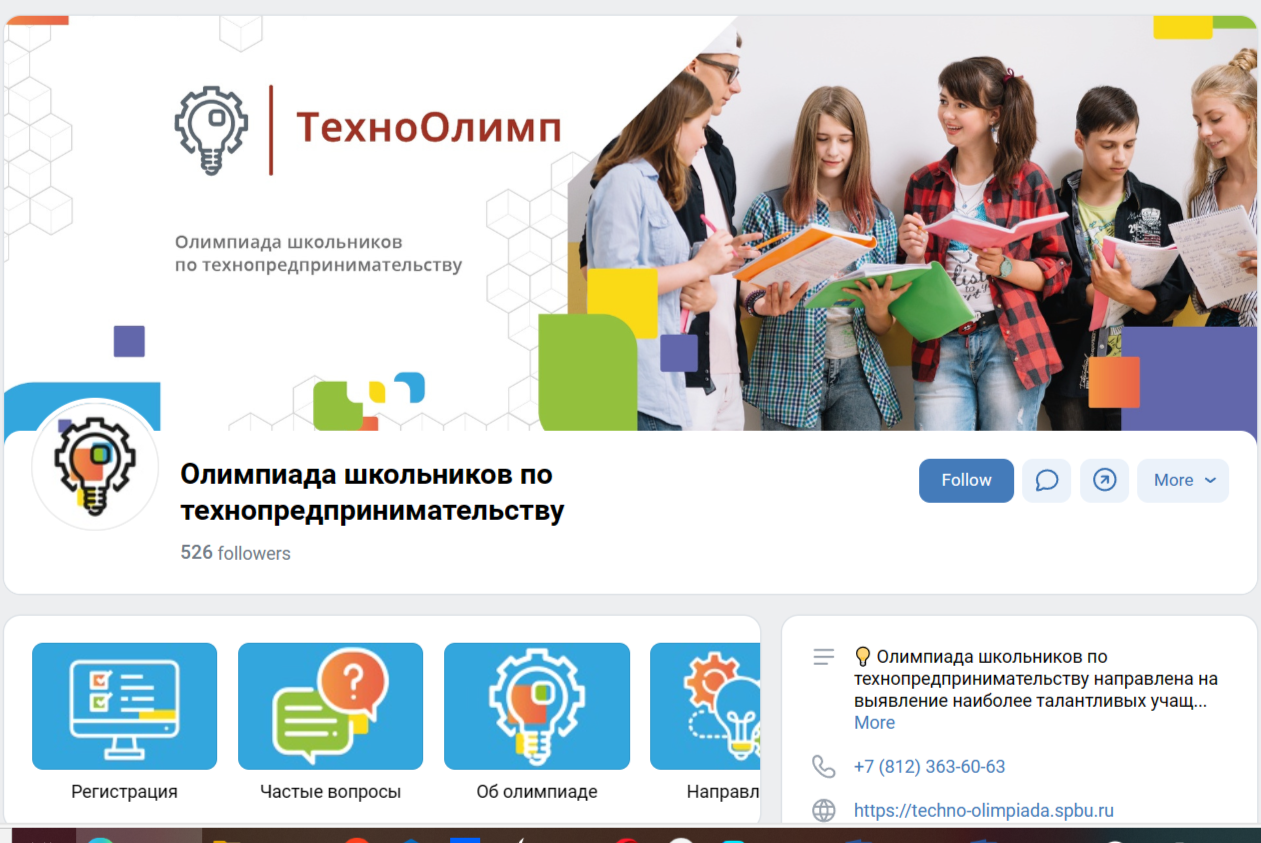 ТехноОлимп
Олимпиада школьников
по технопредпринимательству
Олимпиада школьников по
технопредпринимательству
526 followers
Follow
More
Регистрация
Частые вопросы
Об олимпиаде
Направл
Олимпиада школьников по
технопредпринимательству направлена на
выявление наиболее талантливых учащ...
More
+7 (812) 363-60-63
https://techno-olimpiada.spbu.ru